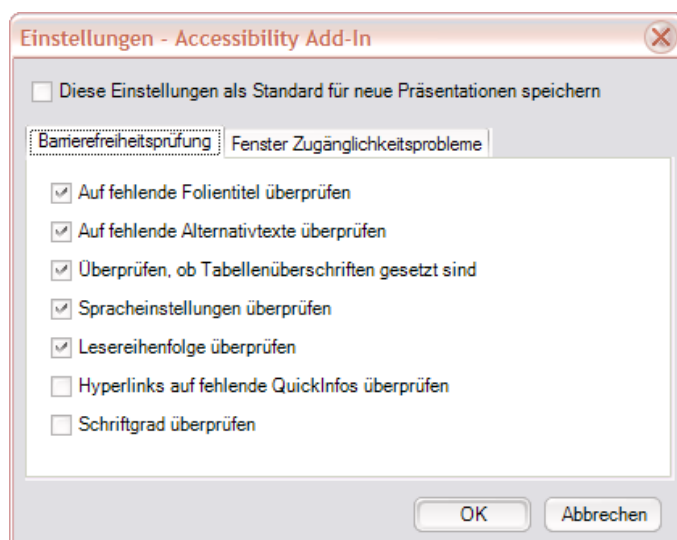 Einstellungen - Accessibility Add-In
Diese Einstellungen als Standard für neue Präsentationen speichern
Barrierefreiheitsprüfung
Fenster Zugänglichkeitsprobleme
Auf fehlende Folientitel überprüfen
Auf fehlende Alternativtexte überprüfen
Überprüfen, ob Tabellenüberschriften gesetzt sind
Spracheinstellungen überprüfen
Lesereihenfolge überprüfen
Hyperlinks auf fehlende QuickInfos überprüfen
Schriftgrad überprüfen
OK
Abbrechen